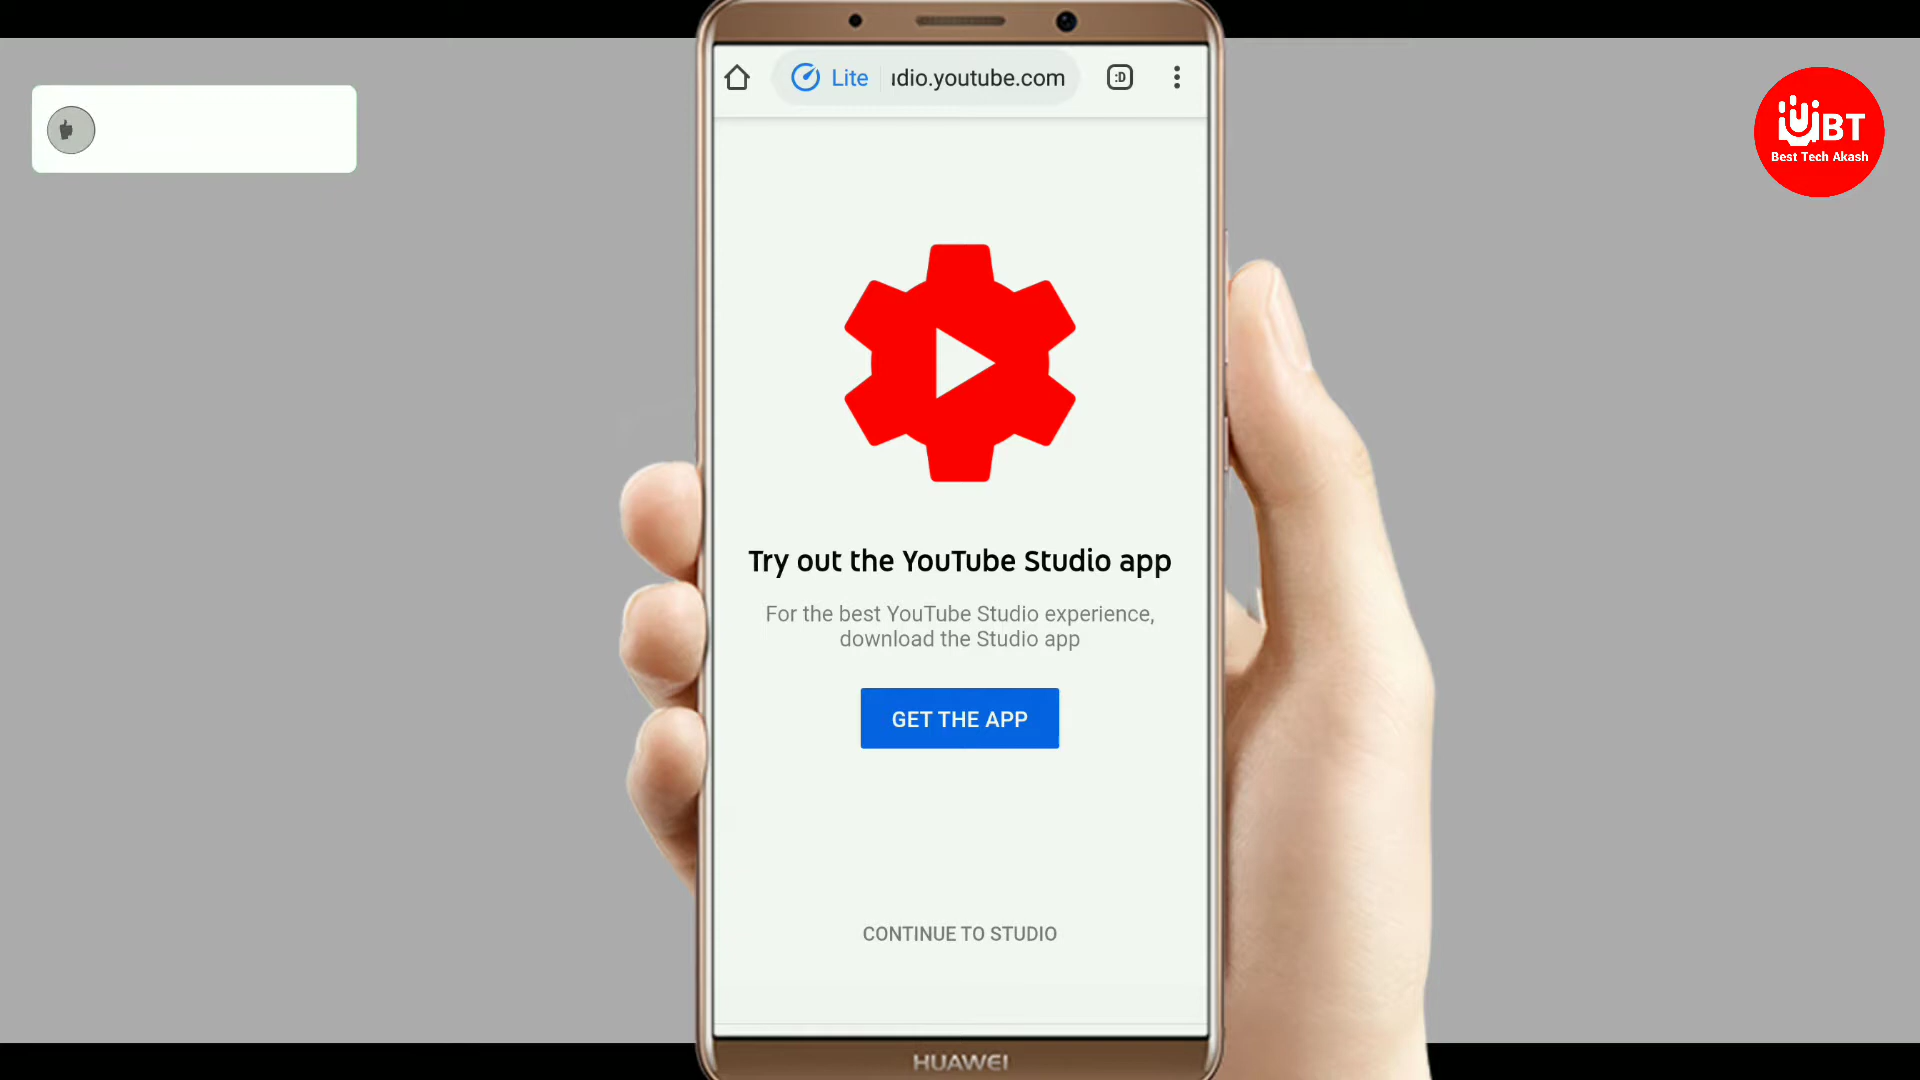 Lite
ıdio.youtube.com
:D
BT
Best Tech Akash
Try out the YouTube Studio app
For the best YouTube Studio experience,
download the Studio app
GET THE APP
CONTINUE TO STUDIO
HUAWEI